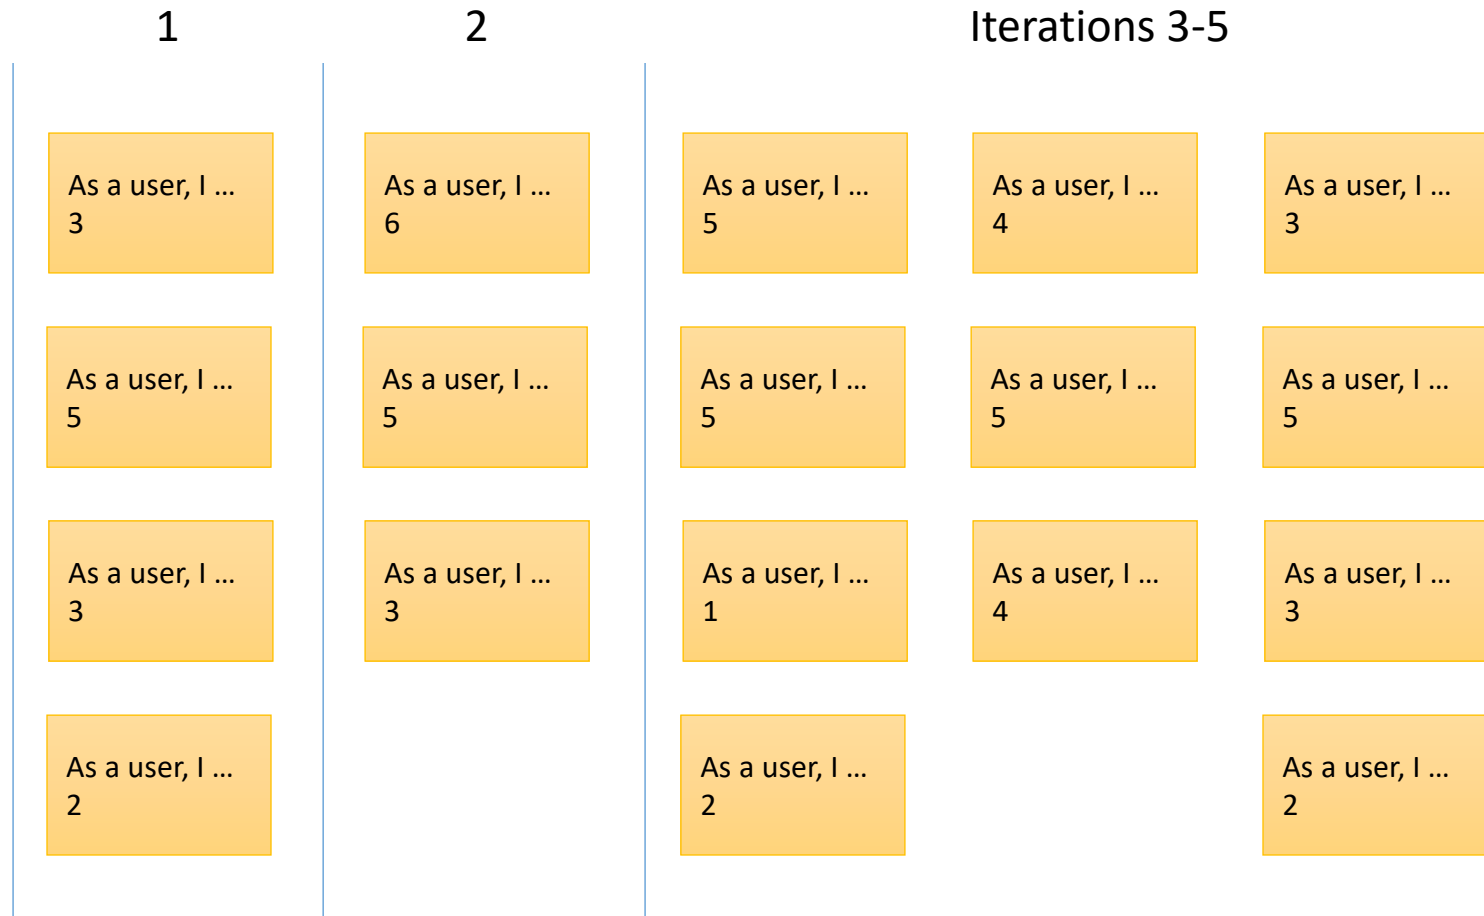 1
2
Iterations 3-5
As a user, I ...
3
As a user, I ...
6
As a user, I ...
5
As a user, I ...
4
As a user, I ...
3
As a user, I ...
5
As a user, I ...
5
As a user, I ...
5
As a user, I ...
5
As a user, I ...
5
As a user, I ...
3
As a user, I ...
3
As a user, I ...
1
As a user, I ...
4
As a user, I ...
3
As a user, I ...
2
As a user, I ...
2
As a user, I ...
2